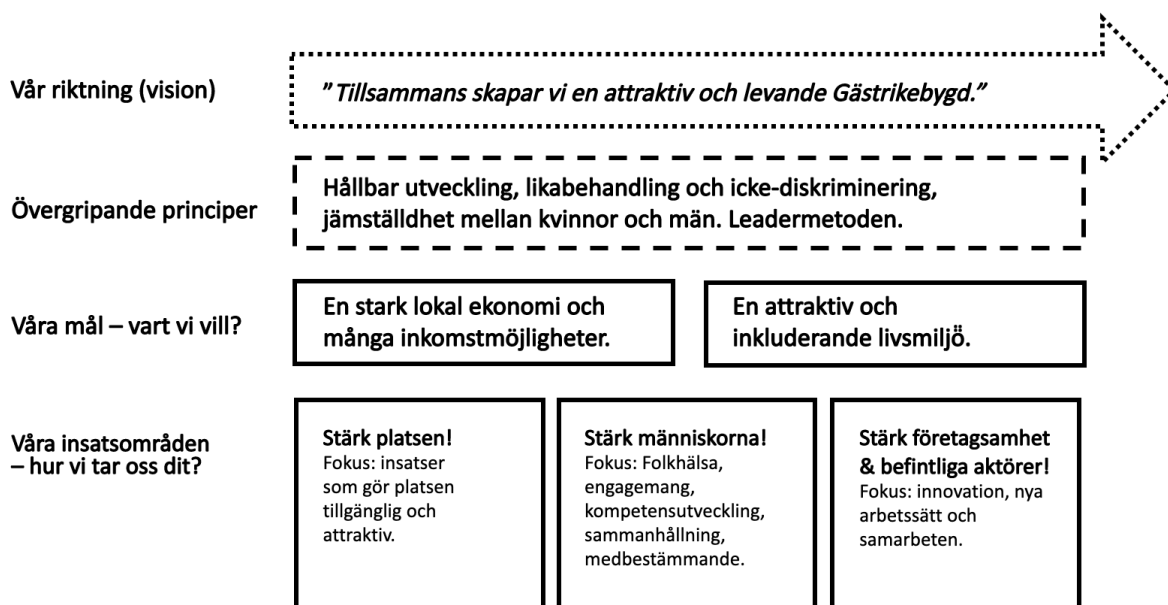 Vår riktning (vision)
”Tillsammans skapar vi en attraktiv och levande Gästrikebygd.”
Övergripande principer
Hållbar utveckling, likabehandling och icke-diskriminering,
jämställdhet mellan kvinnor och män. Leadermetoden.
Våra mål – vart vi vill?
En stark lokal ekonomi och
många inkomstmöjligheter.
En attraktiv och
inkluderande livsmiljö.
Våra insatsområden
– hur vi tar oss dit?
Stärk platsen!
Fokus: insatser
som gör platsen
tillgänglig och
attraktiv.
Stärk människorna!
Fokus: Folkhälsa,
engagemang,
kompetensutveckling,
sammanhållning,
medbestämmande.
Stärk företagsamhet
& befintliga aktörer!
Fokus: innovation, nya
arbetssätt och
samarbeten.